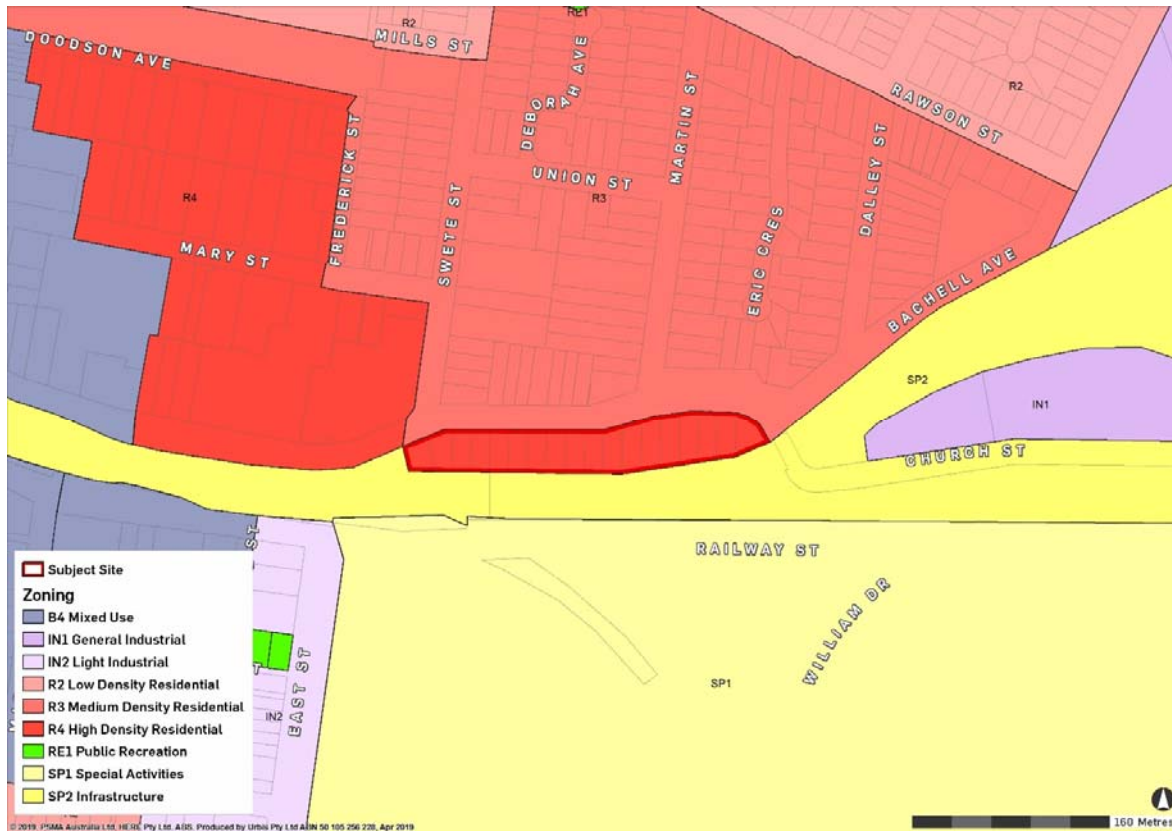 RE1
R2
MILLS ST
DOODSON AVE
DEBORAH AVE
MARTIN ST
R2
RAWSON ST
FREDERICK ST
DALLEY ST
UNION ST
R4
R3
SWETE ST
MARY ST
ERIC CRES
BACHELL AVE
SP2
IN1
CHURCH ST
ST
RAILWAY ST
WILLIAM DR
SP1
EAST ST
IN2
Subject Site
Zoning
B4 Mixed Use
IN1 General Industrial
IN2 Light Industrial
R2 Low Density Residential
R3 Medium Density Residential
R4 High Density Residential
RE1 Public Recreation
SP1 Special Activities
SP2 Infrastructure
© 2019. PSMA Australia Ltd, HERE Pty Ltd. ABS. Produced by Urbis Pty Ltd ABN 50 105 256 228, Apr 2019
160 Metres